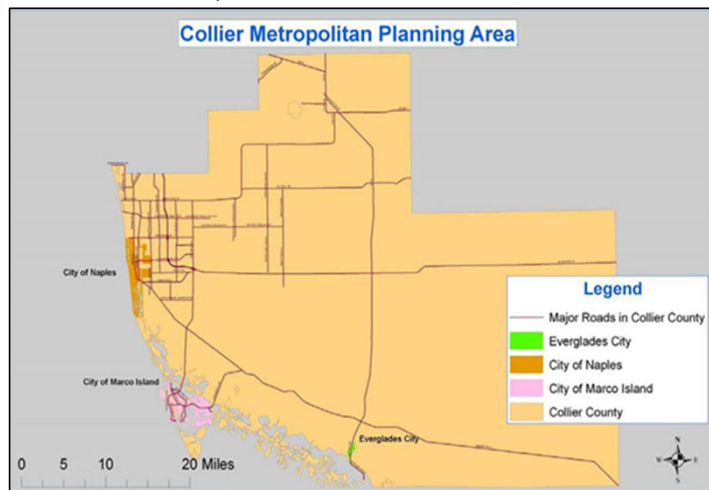 Collier Metropolitan Planning Area
City of Naples
City of Marco Island
Everglades City
Legend
Major Roads in Collier County
Everglades City
City of Naples
City of Marco Island
Collier County
0 5 10 20 Miles
N
W E
S